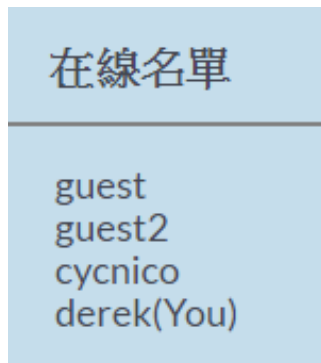 在線名單
guest
guest2
cycnico
derek(You)